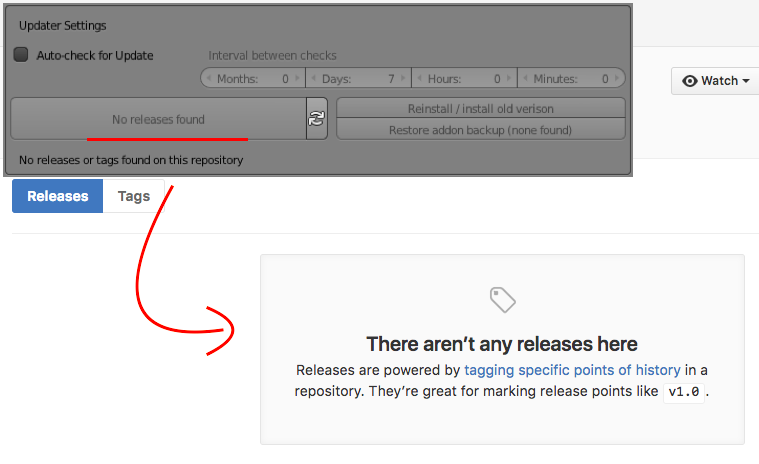 Updater Settings
Auto-check for Update
Interval between checks
Months: 0 Days: 7 Hours: 0 Minutes: 0
No releases found
Reinstall / install old verison
Restore addon backup (none found)
No releases or tags found on this repository
Watch
Releases Tags
There aren’t any releases here
Releases are powered by tagging specific points of history in a
repository. They’re great for marking release points like v1.0.